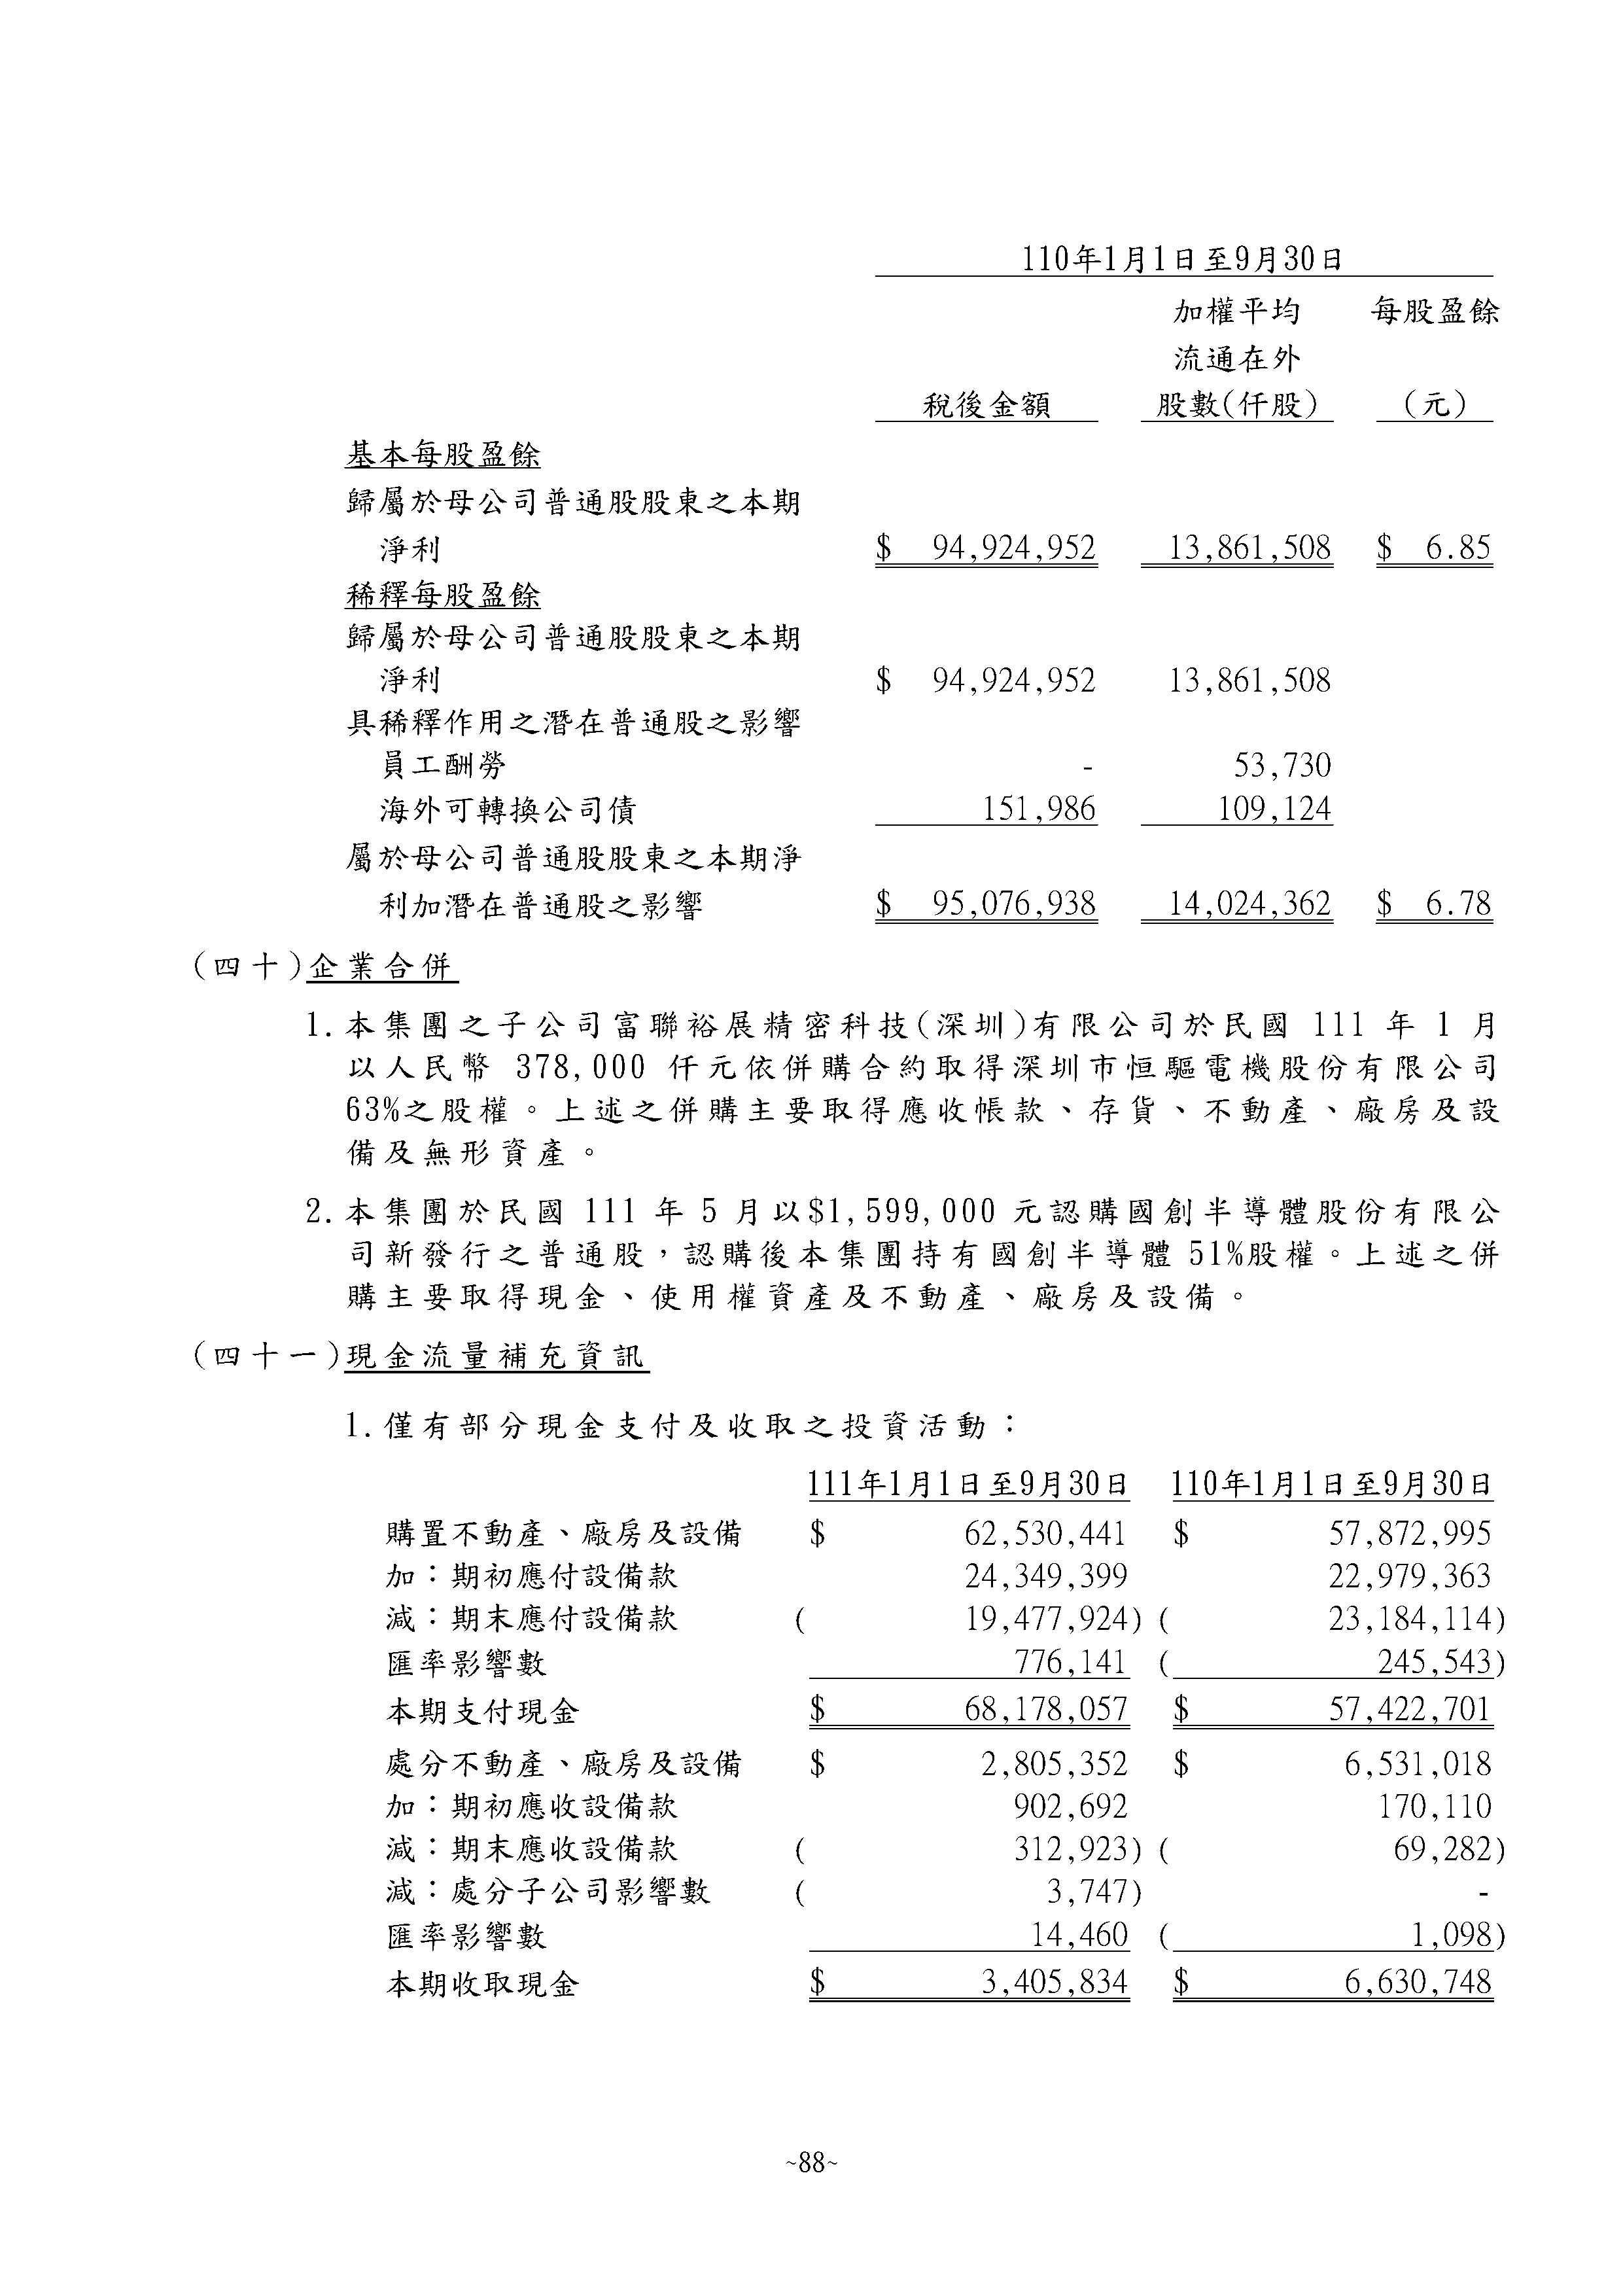 110年1月1日至9月30日
加權平均 每股盈餘
流通在外
稅後金額 股數(仟股) (元)
基本每股盈餘
歸屬於母公司普通股股東之本期
淨利 $ 94,924,952 13,861,508 $ 6.85
稀釋每股盈餘
歸屬於母公司普通股股東之本期
淨利 $ 94,924,952 13,861,508
具稀釋作用之潛在普通股之影響
員工酬勞 - 53,730
海外可轉換公司債 151,986 109,124
屬於母公司普通股股東之本期淨
利加潛在普通股之影響 $ 95,076,938 14,024,362 $ 6.78
(四十)企業合併
1.本集團之子公司富聯裕展精密科技(深圳)有限公司於民國 111 年 1 月
以人民幣 378,000 仟元依併購合約取得深圳市恒驅電機股份有限公司
63%之股權。上述之併購主要取得應收帳款、存貨、不動產、廠房及設
備及無形資產。
2.本集團於民國 111 年 5 月以$1,599,000 元認購國創半導體股份有限公
司新發行之普通股，認購後本集團持有國創半導體 51%股權。上述之併
購主要取得現金、使用權資產及不動產、廠房及設備。
(四十一)現金流量補充資訊
1.僅有部分現金支付及收取之投資活動：
111年1月1日至9月30日 110年1月1日至9月30日
購置不動產、廠房及設備 $ 62,530,441 $ 57,872,995
加：期初應付設備款 24,349,399 22,979,363
減：期末應付設備款 ( 19,477,924) ( 23,184,114)
匯率影響數 776,141 ( 245,543)
本期支付現金 $ 68,178,057 $ 57,422,701
處分不動產、廠房及設備 $ 2,805,352 $ 6,531,018
加：期初應收設備款 902,692 170,110
減：期末應收設備款 ( 312,923) ( 69,282)
減：處分子公司影響數 ( 3,747) -
匯率影響數 14,460 ( 1,098)
本期收取現金 $ 3,405,834 $ 6,630,748
~88~